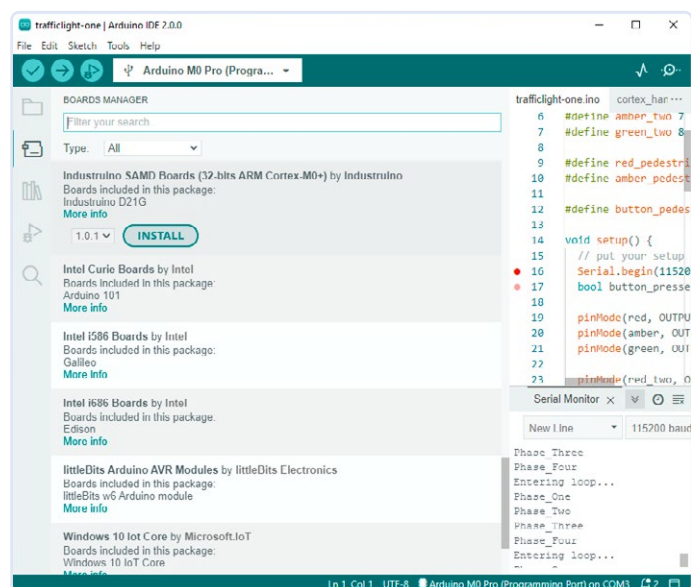 trafficlight-one | Arduino IDE 2.0.0
File Edit Sketch Tools Help
Arduino M0 Pro (Progra...
BOARDS MANAGER
Filter your search
Type: All
Industruino SAMD Boards (32-bits ARM Cortex-M0+) by Industruino
Boards included in this package:
Industruino D21G
More info
1.0.1 INSTALL
Intel Curie Boards by Intel
Boards included in this package:
Arduino 101
More info
Intel i586 Boards by Intel
Boards included in this package:
Galileo
More info
Intel i686 Boards by Intel
Boards included in this package:
Edison
More info
littleBits Arduino AVR Modules by littleBits Electronics
Boards included in this package:
littleBits w6 Arduino module
More info
Windows 10 Iot Core by Microsoft.IoT
Boards included in this package:
Windows 10 IoT Core
More info
trafficlight-one.ino cortex_har ...
6 #define amber_two 7
7 #define green_two 8
8
9 #define red_pedestri
10 #define amber_pedest
11
12 #define button_pedes
13
14 void setup() {
15 // put your setup
16 Serial.begin(11520
17 bool button_presse
18
19 pinMode(red, OUTPU
20 pinMode(amber, OUT
21 pinMode(green, OUT
22
23 pinMode(red_two, O
Serial Monitor
New Line 115200 baud
Phase_Three
Phase_Four
Entering loop...
Phase_One
Phase_Two
Phase_Three
Phase_Four
Entering loop...
Ln 1, Col 1 UTF-8 Arduino M0 Pro (Programming Port) on COM3 2